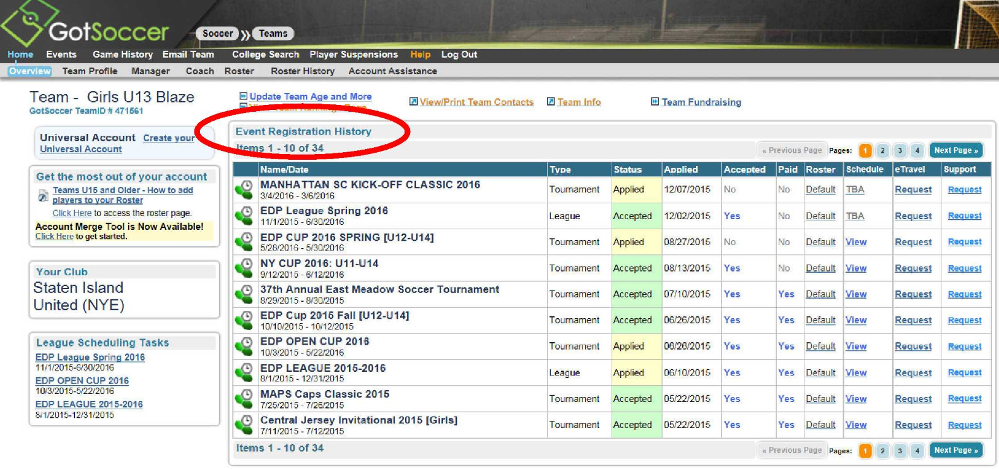 GotSoccer
Soccer » Teams
Home Events Game History Email Team College Search Player Suspensions Help Log Out
Overview Team Profile Manager Coach Roster Roster History Account Assistance
Team - Girls U13 Blaze
GotSoccer TeamID # 471561
Update Team Age and More
View/Print Team Contacts
Team Info
Team Fundraising
Universal Account Create your
Universal Account
Get the most out of your account
Teams U15 and Older - How to add
players to your Roster
Click Here to access the roster page.
Account Merge Tool is Now Available!
Click Here to get started.
Your Club
Staten Island
United (NYE)
League Scheduling Tasks
EDP League Spring 2016
11/1/2015-6/30/2016
EDP OPEN CUP 2016
10/3/2015-5/22/2016
EDP LEAGUE 2015-2016
8/1/2015-12/31/2015
Event Registration History
Items 1 - 10 of 34
« Previous Page Pages: 1 2 3 4 Next Page »
Name/Date Type Status Applied Accepted Paid Roster Schedule eTravel Support
MANHATTAN SC KICK-OFF CLASSIC 2016
3/4/2016 - 3/6/2016
Tournament Applied 12/07/2015 No No Default TBA Request Request
EDP League Spring 2016
11/1/2015 - 6/30/2016
League Accepted 12/02/2015 Yes No Default TBA Request Request
EDP CUP 2016 SPRING [U12-U14]
5/28/2016 - 5/30/2016
Tournament Applied 08/27/2015 No No Default View Request Request
NY CUP 2016: U11-U14
9/12/2015 - 6/12/2016
Tournament Accepted 08/13/2015 Yes No Default View Request Request
37th Annual East Meadow Soccer Tournament
8/29/2015 - 8/30/2015
Tournament Accepted 07/10/2015 Yes Yes Default View Request Request
EDP Cup 2015 Fall [U12-U14]
10/10/2015 - 10/12/2015
Tournament Accepted 06/26/2015 Yes Yes Default View Request Request
EDP OPEN CUP 2016
10/3/2015 - 5/22/2016
Tournament Applied 06/26/2015 Yes Yes Default View Request Request
EDP LEAGUE 2015-2016
8/1/2015 - 12/31/2015
League Applied 06/10/2015 Yes Yes Default View Request Request
MAPS Caps Classic 2015
7/25/2015 - 7/26/2015
Tournament Accepted 05/22/2015 Yes Yes Default View Request Request
Central Jersey Invitational 2015 [Girls]
7/11/2015 - 7/12/2015
Tournament Accepted 05/22/2015 Yes Yes Default View Request Request
Items 1 - 10 of 34
« Previous Page Pages: 1 2 3 4 Next Page »